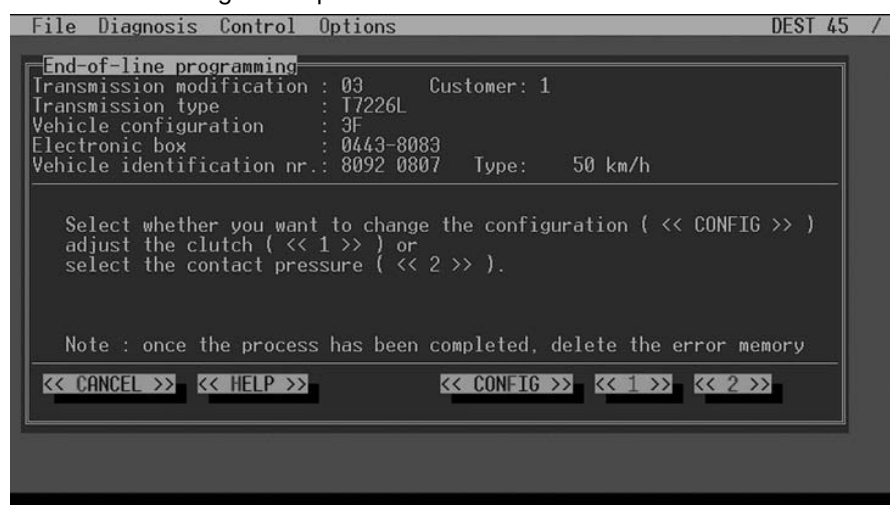 File Diagnosis Control Options DEST 45 /
End-of-line programming
Transmission modification : 03 Customer: 1
Transmission type : T7226L
Vehicle configuration : 3F
Electronic box : 0443-8083
Vehicle identification nr.: 8092 0807 Type: 50 km/h
Select whether you want to change the configuration ( << CONFIG >> )
adjust the clutch ( << 1 >> ) or
select the contact pressure ( << 2 >> ).
Note : once the process has been completed, delete the error memory
<< CANCEL >> << HELP >> << CONFIG >> << 1 >> << 2 >>